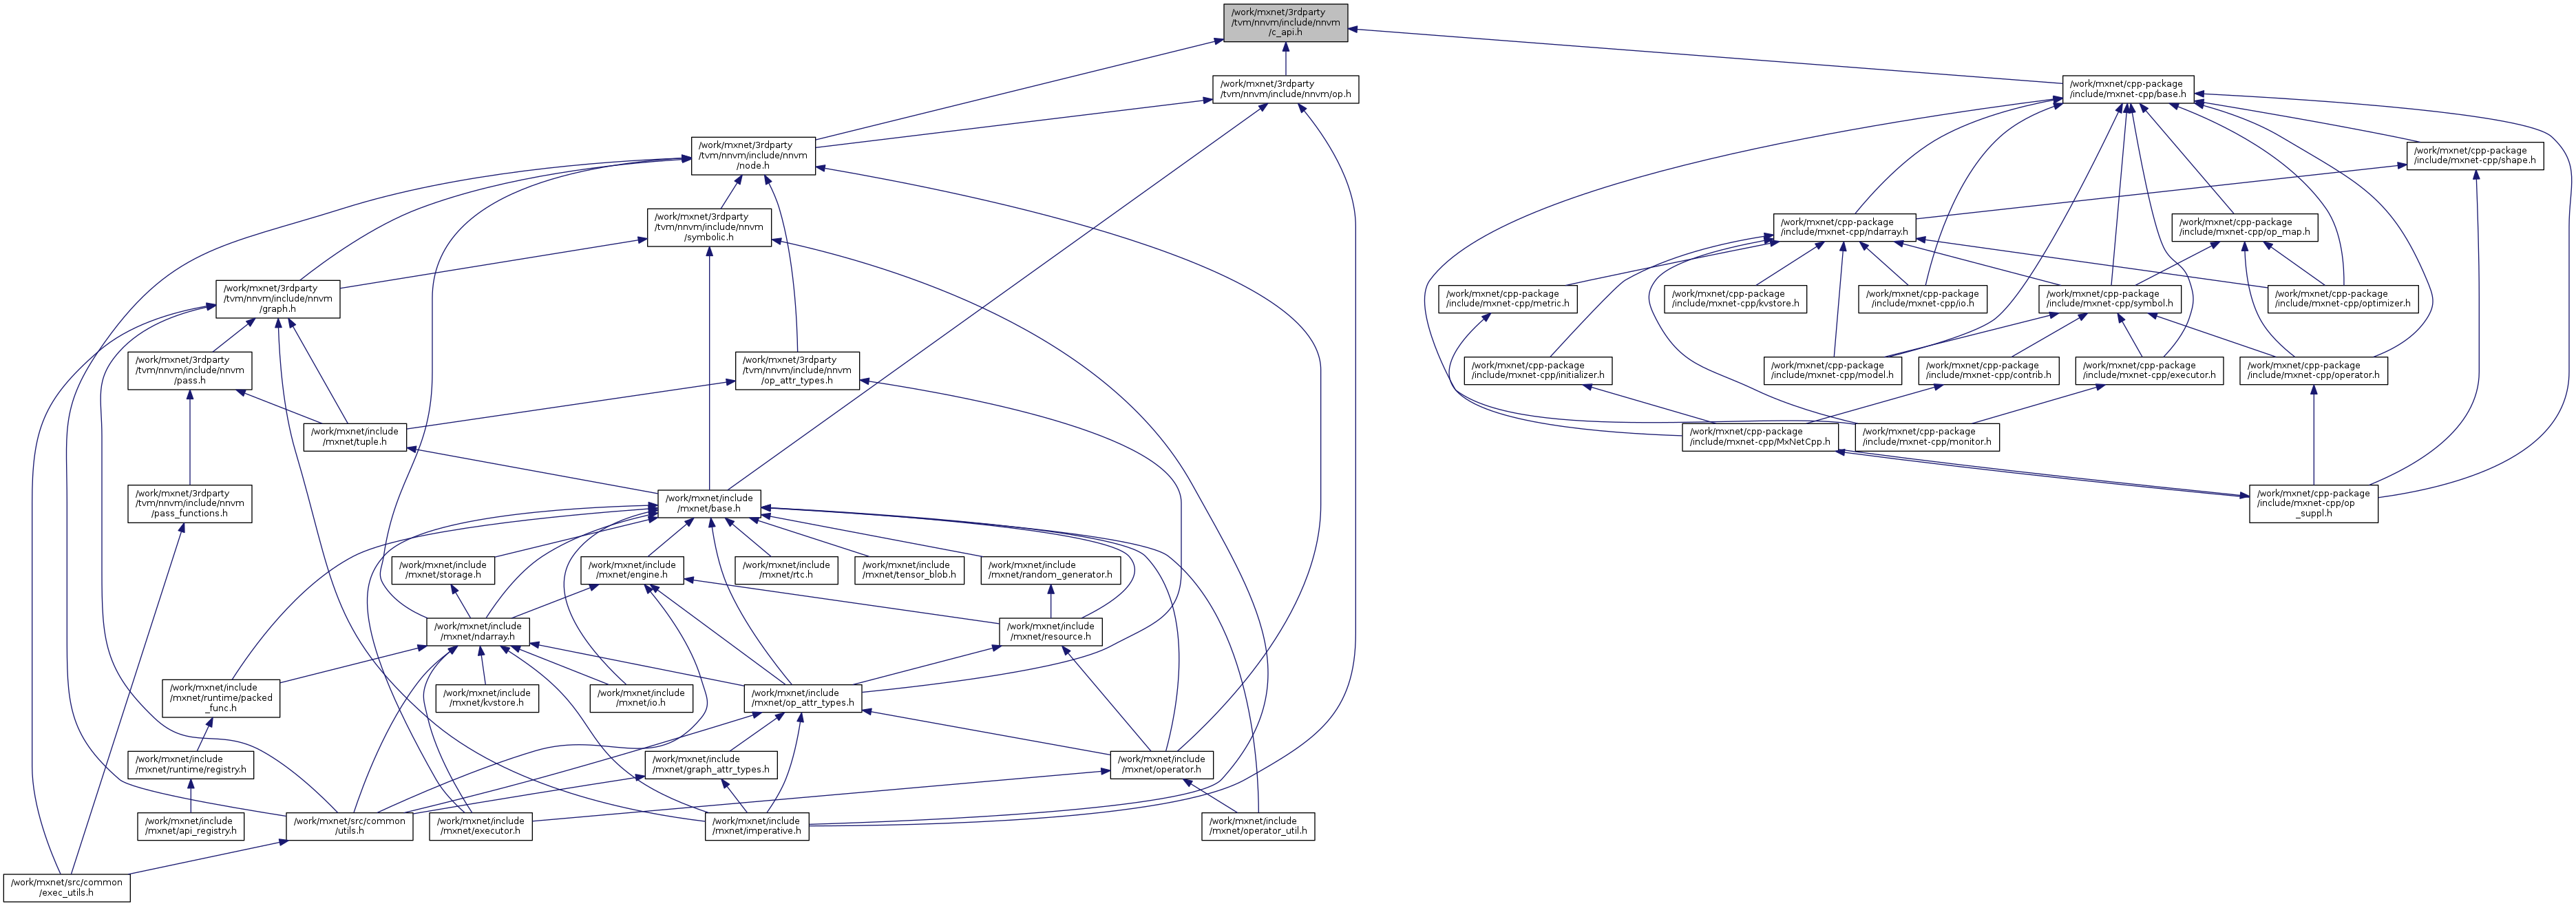 /work/mxnet/3rdparty
/tvm/nnvm/include/nnvm
/c_api.h
/work/mxnet/3rdparty
/tvm/nnvm/include/nnvm/op.h
/work/mxnet/cpp-package
/include/mxnet-cpp/base.h
/work/mxnet/3rdparty
/tvm/nnvm/include/nnvm
/node.h
/work/mxnet/cpp-package
/include/mxnet-cpp/shape.h
/work/mxnet/3rdparty
/tvm/nnvm/include/nnvm
/symbolic.h
/work/mxnet/cpp-package
/include/mxnet-cpp/ndarray.h
/work/mxnet/cpp-package
/include/mxnet-cpp/op_map.h
/work/mxnet/3rdparty
/tvm/nnvm/include/nnvm
/graph.h
/work/mxnet/cpp-package
/include/mxnet-cpp/metric.h
/work/mxnet/cpp-package
/include/mxnet-cpp/kvstore.h
/work/mxnet/cpp-package
/include/mxnet-cpp/io.h
/work/mxnet/cpp-package
/include/mxnet-cpp/symbol.h
/work/mxnet/cpp-package
/include/mxnet-cpp/optimizer.h
/work/mxnet/3rdparty
/tvm/nnvm/include/nnvm
/pass.h
/work/mxnet/3rdparty
/tvm/nnvm/include/nnvm
/op_attr_types.h
/work/mxnet/cpp-package
/include/mxnet-cpp/initializer.h
/work/mxnet/cpp-package
/include/mxnet-cpp/model.h
/work/mxnet/cpp-package
/include/mxnet-cpp/contrib.h
/work/mxnet/cpp-package
/include/mxnet-cpp/executor.h
/work/mxnet/cpp-package
/include/mxnet-cpp/operator.h
/work/mxnet/include
/mxnet/tuple.h
/work/mxnet/cpp-package
/include/mxnet-cpp/MxNetCpp.h
/work/mxnet/cpp-package
/include/mxnet-cpp/monitor.h
/work/mxnet/3rdparty
/tvm/nnvm/include/nnvm
/pass_functions.h
/work/mxnet/include
/mxnet/base.h
/work/mxnet/cpp-package
/include/mxnet-cpp/op
_suppl.h
/work/mxnet/include
/mxnet/storage.h
/work/mxnet/include
/mxnet/engine.h
/work/mxnet/include
/mxnet/rtc.h
/work/mxnet/include
/mxnet/tensor_blob.h
/work/mxnet/include
/mxnet/random_generator.h
/work/mxnet/include
/mxnet/ndarray.h
/work/mxnet/include
/mxnet/resource.h
/work/mxnet/include
/mxnet/runtime/packed
_func.h
/work/mxnet/include
/mxnet/kvstore.h
/work/mxnet/include
/mxnet/io.h
/work/mxnet/include
/mxnet/op_attr_types.h
/work/mxnet/include
/mxnet/runtime/registry.h
/work/mxnet/include
/mxnet/graph_attr_types.h
/work/mxnet/include
/mxnet/operator.h
/work/mxnet/include
/mxnet/api_registry.h
/work/mxnet/src/common
/utils.h
/work/mxnet/include
/mxnet/executor.h
/work/mxnet/include
/mxnet/imperative.h
/work/mxnet/include
/mxnet/operator_util.h
/work/mxnet/src/common
/exec_utils.h